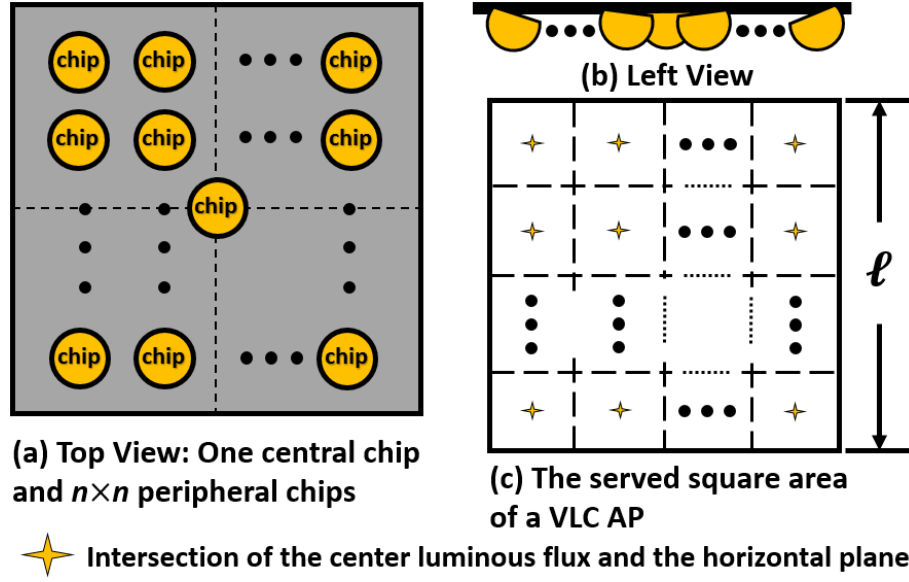 chip chip chip
chip chip chip
chip
chip chip chip
(a) Top View: One central chip
and n×n peripheral chips
(b) Left View
ℓ
(c) The served square area
of a VLC AP
Intersection of the center luminous flux and the horizontal plane